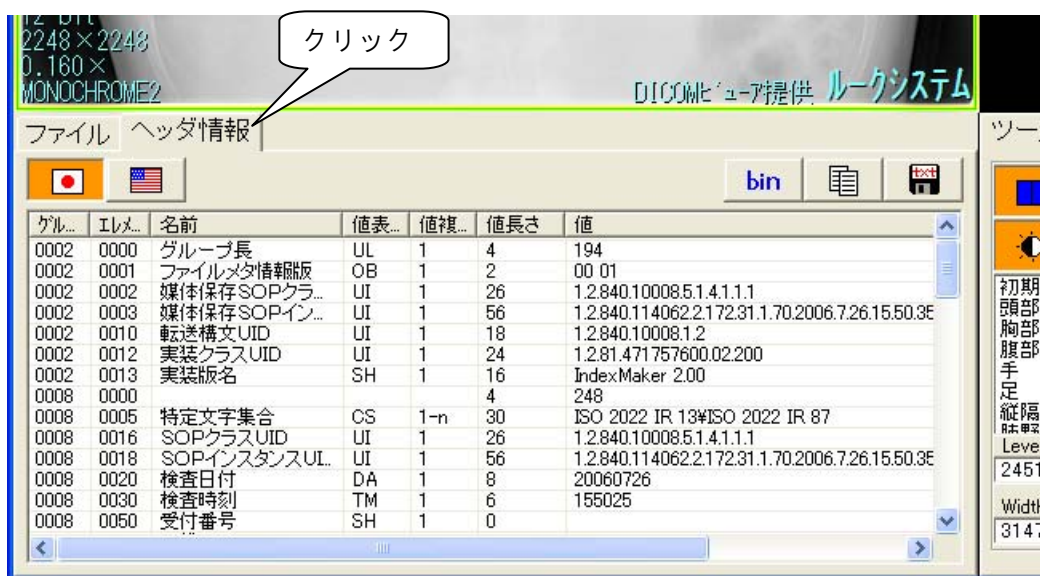 12 bit
2248×2248
0.160×
MONOCHROME2
クリック
DICOMビューア提供 ルークシステム
ファイル ヘッダ情報
bin
txt
グル... エレメ... 名前 値表... 値複... 値長さ 値
0002 0000 グループ長 UL 1 4 194
0002 0001 ファイルメタ情報版 OB 1 2 00 01
0002 0002 媒体保存SOPクラ... UI 1 26 1.2.840.10008.5.1.4.1.1.1
0002 0003 媒体保存SOPイン... UI 1 56 1.2.840.114062.2.172.31.1.70.2006.7.26.15.50.35
0002 0010 転送構文UID UI 1 18 1.2.840.10008.1.2
0002 0012 実装クラスUID UI 1 24 1.2.81.471757600.02.200
0002 0013 実装版名 SH 1 16 IndexMaker 2.00
0008 0000 4 248
0008 0005 特定文字集合 CS 1-n 30 ISO 2022 IR 13¥ISO 2022 IR 87
0008 0016 SOPクラスUID UI 1 26 1.2.840.10008.5.1.4.1.1.1
0008 0018 SOPインスタンスUI... UI 1 56 1.2.840.114062.2.172.31.1.70.2006.7.26.15.50.35
0008 0020 検査日付 DA 1 8 20060726
0008 0030 検査時刻 TM 1 6 155025
0008 0050 受付番号 SH 1 0
ツー
初期
頭部
胸部
腹部
手
足
縦隔
肺野
Leve
2451
Width
3147